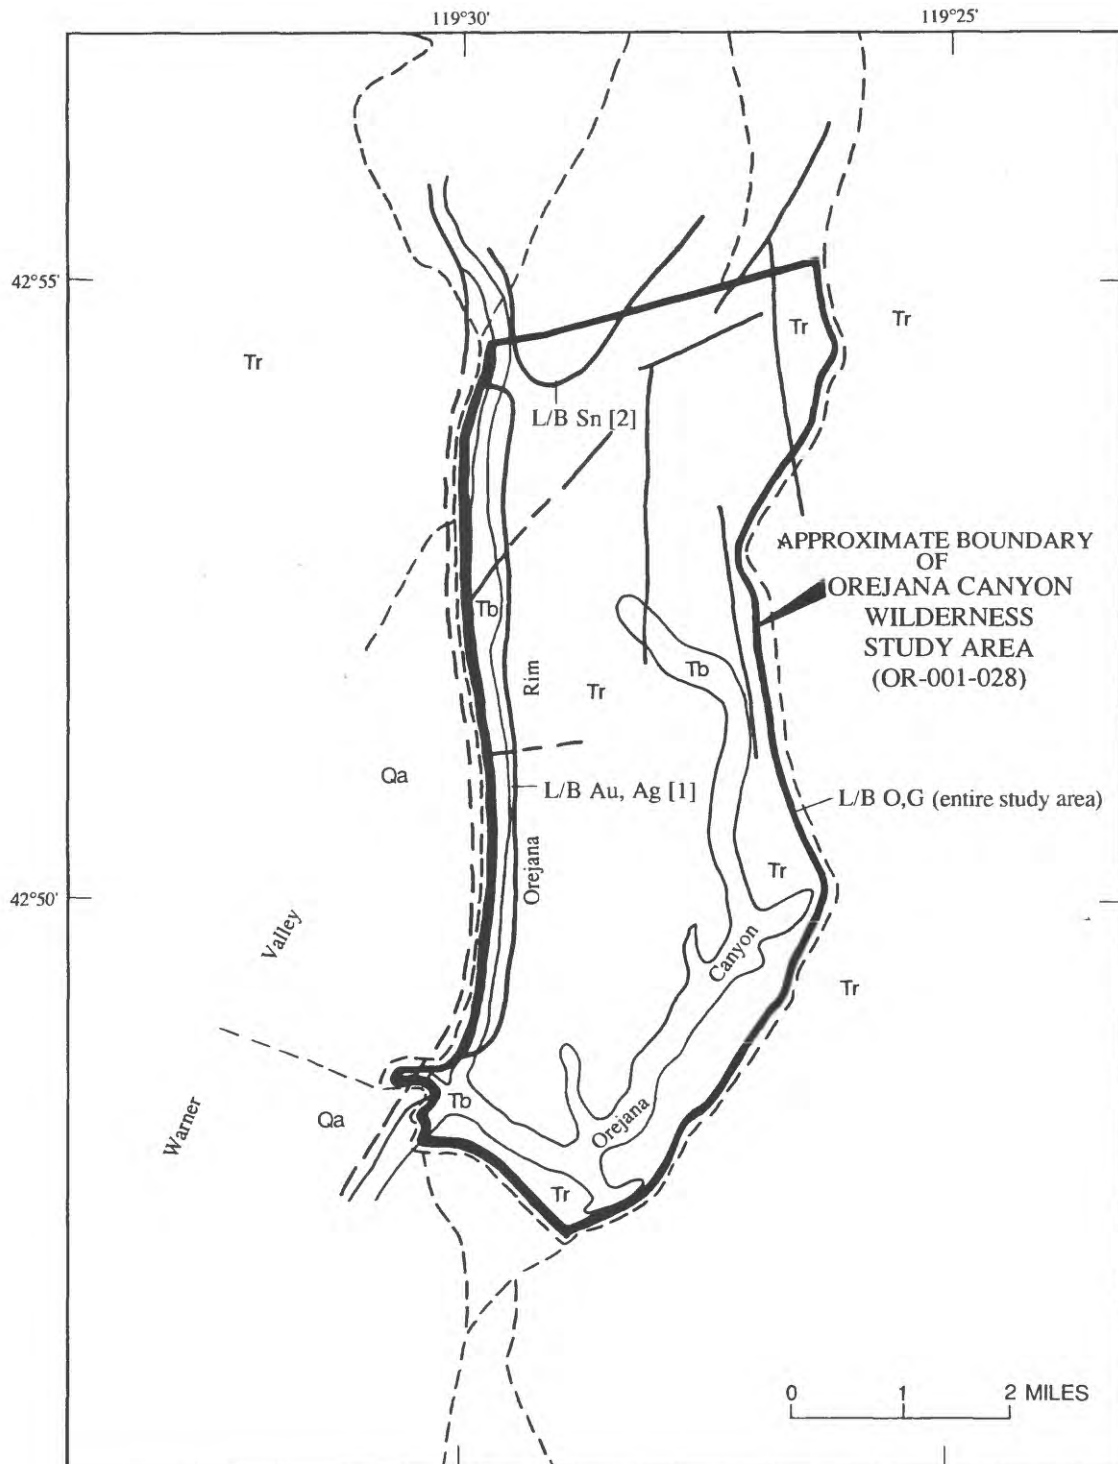 119°30'
119°25'
42°55'
Tr
Tr
Tr
L/B Sn [2]
APPROXIMATE BOUNDARY
OF
OREJANA CANYON
WILDERNESS
STUDY AREA
(OR-001-028)
Tb
Rim
Tr
Tb
Qa
L/B Au, Ag [1]
L/B O,G (entire study area)
Orejana
Tr
42°50'
Valley
Canyon
Tr
Warner
Qa
Tb
Orejana
Tr
0 1 2 MILES